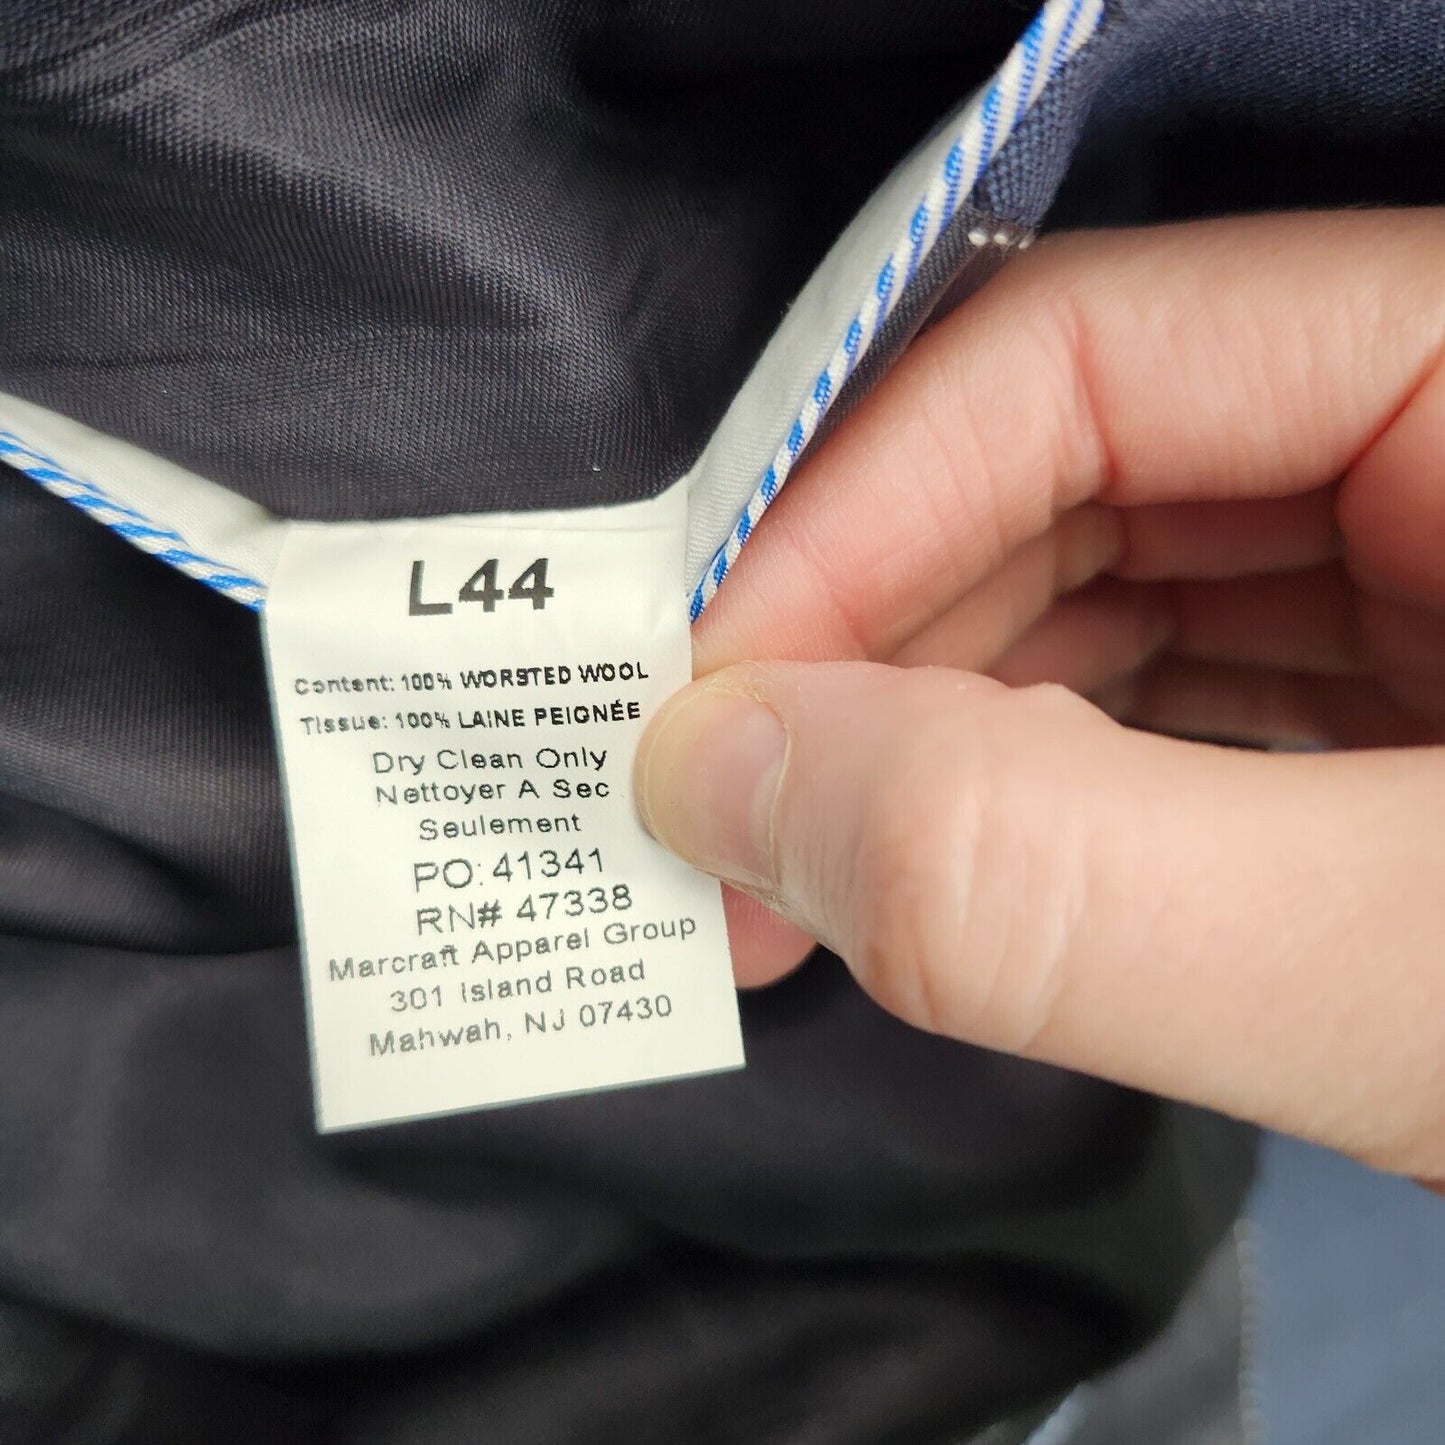 L44
Content: 100% WORSTED WOOL
Tissue: 100% LAINE PEIGNÉE
Dry Clean Only
Nettoyer A Sec
Seulement
PO: 41341
RN# 47338
Marcraft Apparel Group
301 Island Road
Mahwah, NJ 07430